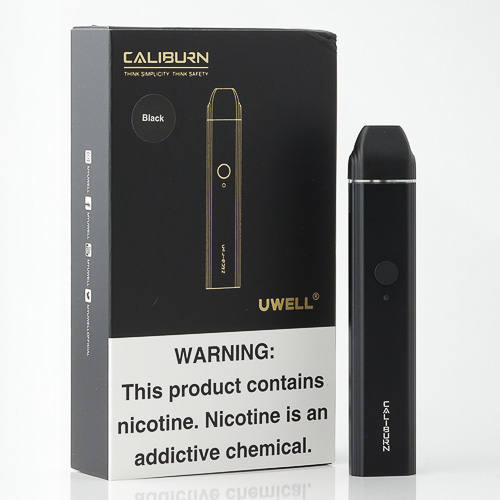 CALIBURN
THINK SIMPLICITY THINK SAFETY
Black
UWELL®
WARNING:
This product contains
nicotine. Nicotine is an
addictive chemical.
CALIBURN